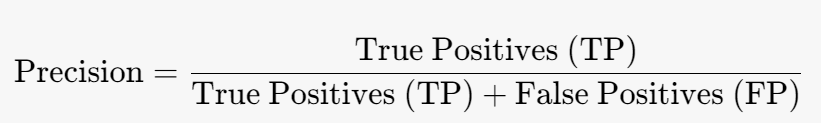 Precision = True Positives (TP) / True Positives (TP) + False Positives (FP)